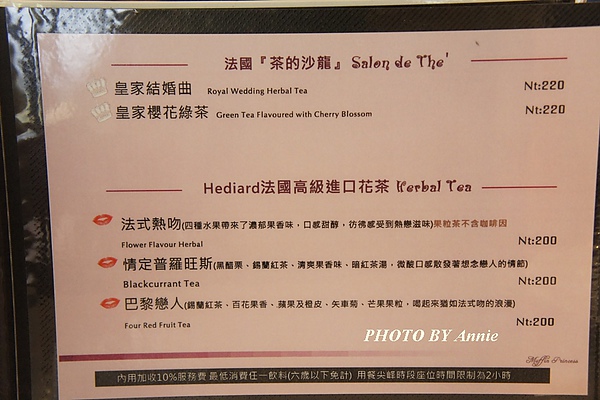 法國『茶的沙龍』 Salon de The'
皇家結婚曲 Royal Wedding Herbal Tea Nt:220
皇家櫻花綠茶 Green Tea Flavoured with Cherry Blossom Nt:220
Hediard法國高級進口花茶 Herbal Tea
法式熱吻(四種水果帶來了濃郁果香味，口感甜醇，彷彿感受到熱戀滋味)果粒茶不含咖啡因
Flower Flavour Herbal Nt:200
情定普羅旺斯(黑醋栗、錫蘭紅茶、清爽果香味、暗紅茶湯，微酸口感散發著想念戀人的情節)
Blackcurrant Tea Nt:200
巴黎戀人(錫蘭紅茶、百花果香、蘋果及橙皮、矢車菊、芒果果粒，喝起來猶如法式吻的浪漫)
Four Red Fruit Tea Nt:200
PHOTO BY Annie
Muffin Princess
內用加收10%服務費 最低消費任一飲料(六歲以下免計) 用餐尖峰時段座位時間限制為2小時